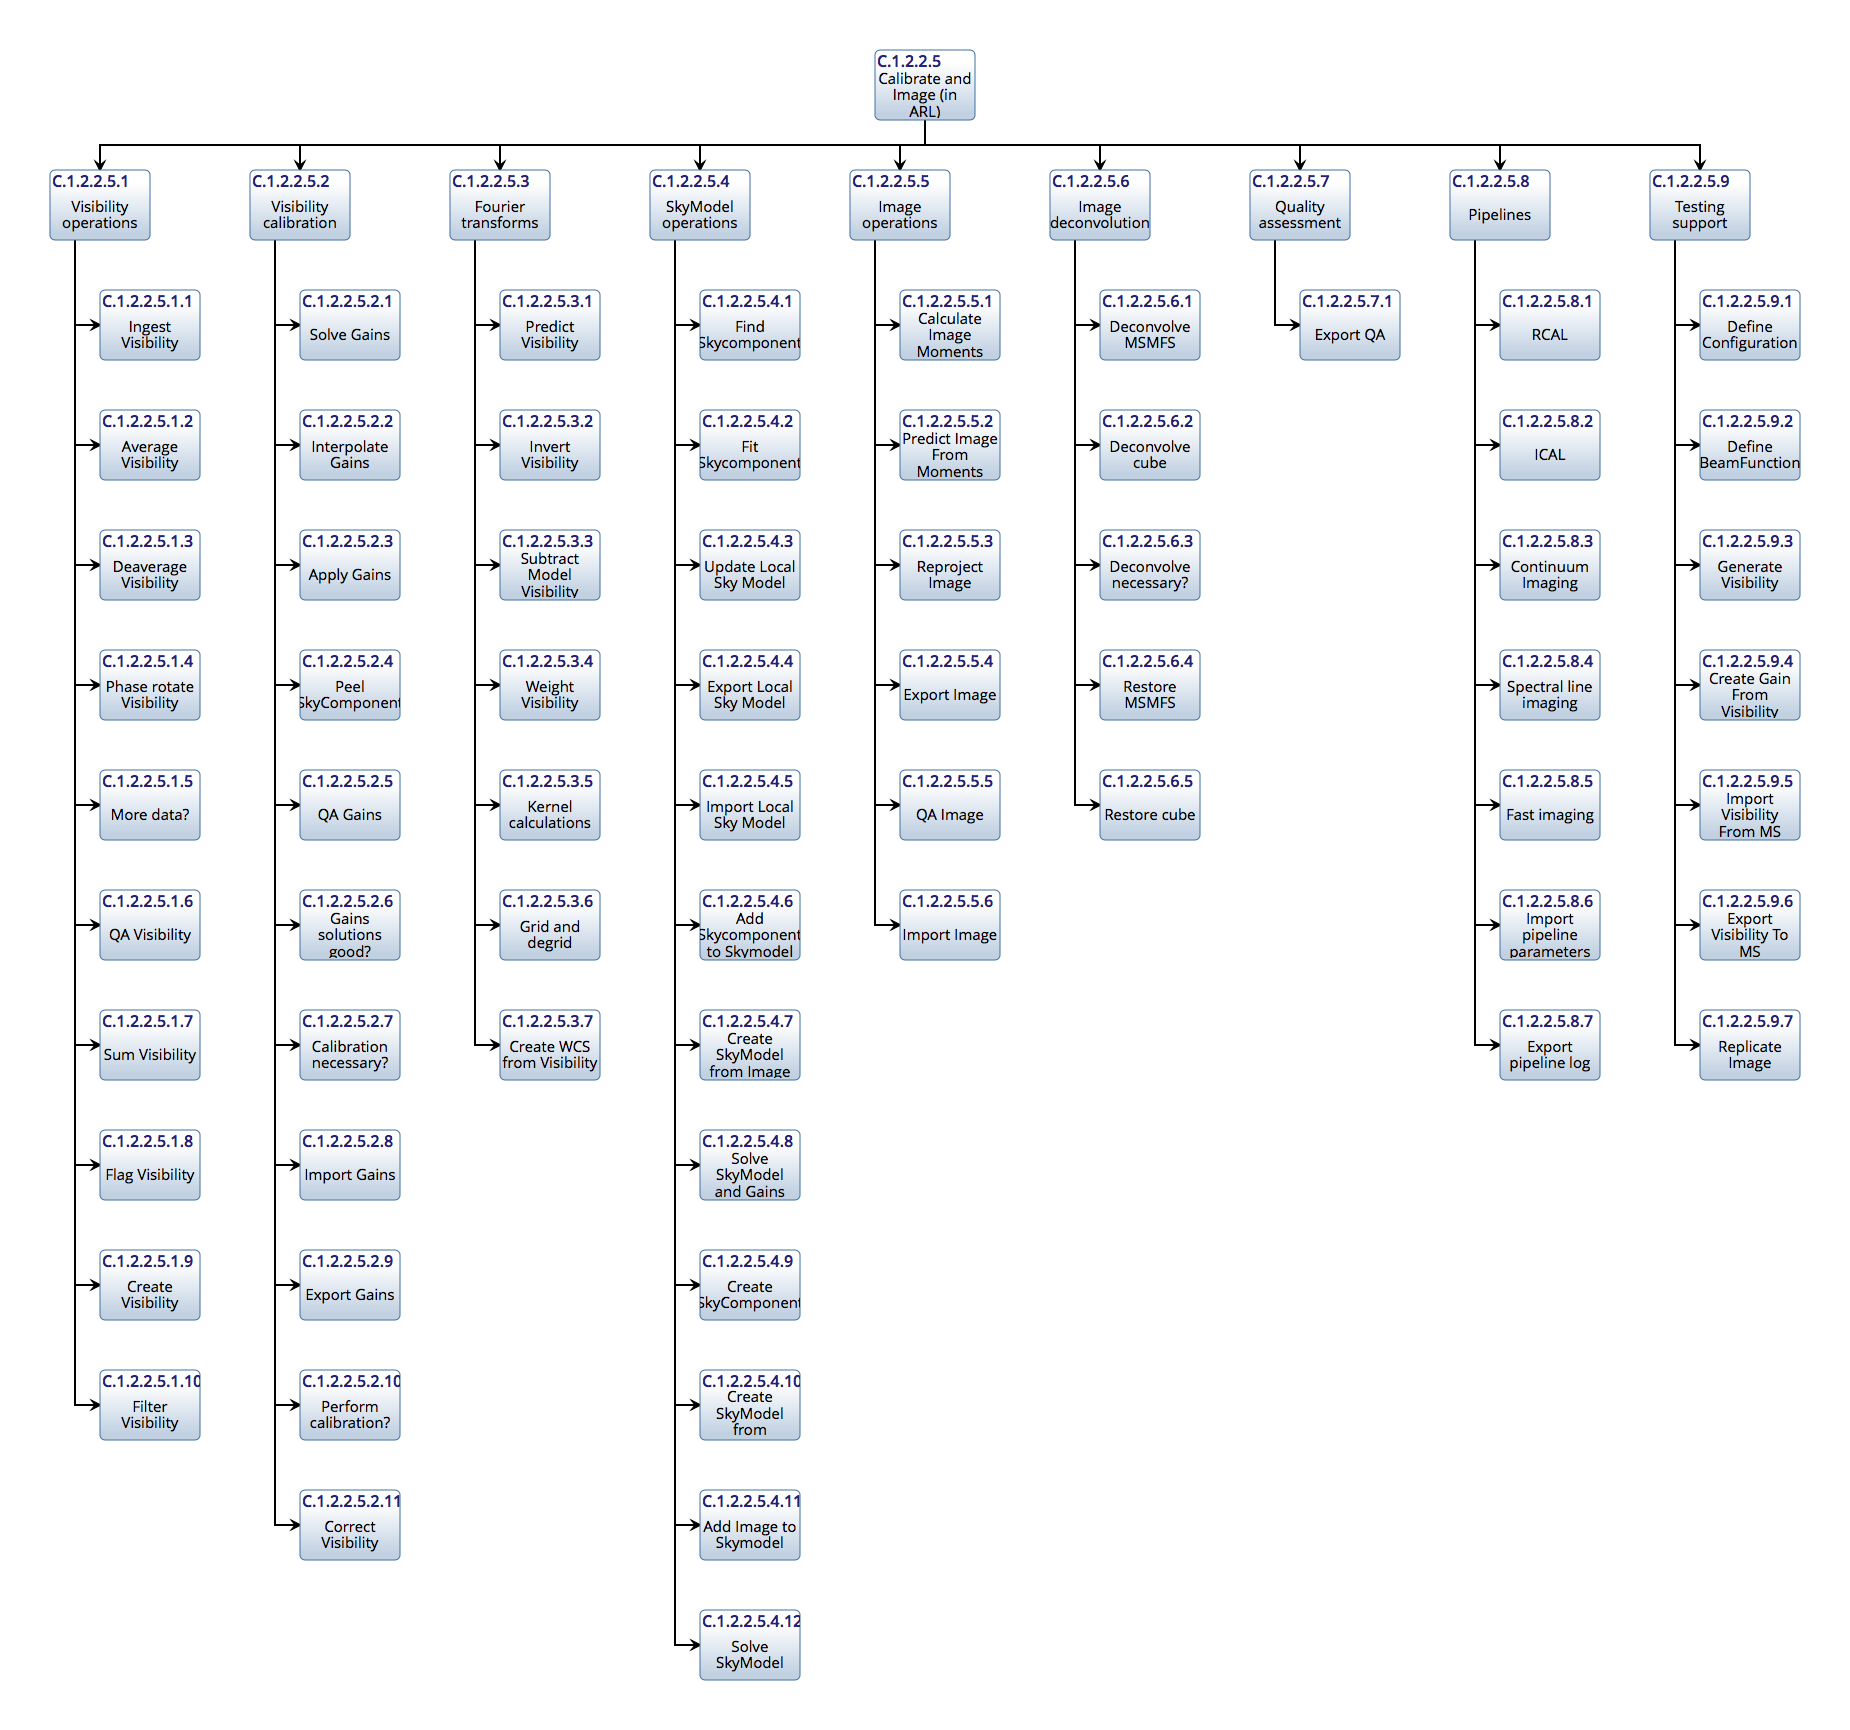 C.1.2.2.5
Calibrate and
Image (in
ARL)
C.1.2.2.5.1
Visibility
operations
C.1.2.2.5.2
Visibility
calibration
C.1.2.2.5.3
Fourier
transforms
C.1.2.2.5.4
SkyModel
operations
C.1.2.2.5.5
Image
operations
C.1.2.2.5.6
Image
deconvolution
C.1.2.2.5.7
Quality
assessment
C.1.2.2.5.8
Pipelines
C.1.2.2.5.9
Testing
support
C.1.2.2.5.1.1
Ingest
Visibility
C.1.2.2.5.1.2
Average
Visibility
C.1.2.2.5.1.3
Deaverage
Visibility
C.1.2.2.5.1.4
Phase rotate
Visibility
C.1.2.2.5.1.5
More data?
C.1.2.2.5.1.6
QA Visibility
C.1.2.2.5.1.7
Sum Visibility
C.1.2.2.5.1.8
Flag Visibility
C.1.2.2.5.1.9
Create
Visibility
C.1.2.2.5.1.10
Filter
Visibility
C.1.2.2.5.2.1
Solve Gains
C.1.2.2.5.2.2
Interpolate
Gains
C.1.2.2.5.2.3
Apply Gains
C.1.2.2.5.2.4
Peel
SkyComponent
C.1.2.2.5.2.5
QA Gains
C.1.2.2.5.2.6
Gains
solutions
good?
C.1.2.2.5.2.7
Calibration
necessary?
C.1.2.2.5.2.8
Import Gains
C.1.2.2.5.2.9
Export Gains
C.1.2.2.5.2.10
Perform
calibration?
C.1.2.2.5.2.11
Correct
Visibility
C.1.2.2.5.3.1
Predict
Visibility
C.1.2.2.5.3.2
Invert
Visibility
C.1.2.2.5.3.3
Subtract
Model
Visibility
C.1.2.2.5.3.4
Weight
Visibility
C.1.2.2.5.3.5
Kernel
calculations
C.1.2.2.5.3.6
Grid and
degrid
C.1.2.2.5.3.7
Create WCS
from Visibility
C.1.2.2.5.4.1
Find
Skycomponent
C.1.2.2.5.4.2
Fit
Skycomponent
C.1.2.2.5.4.3
Update Local
Sky Model
C.1.2.2.5.4.4
Export Local
Sky Model
C.1.2.2.5.4.5
Import Local
Sky Model
C.1.2.2.5.4.6
Add
Skycomponent
to Skymodel
C.1.2.2.5.4.7
Create
SkyModel
from Image
C.1.2.2.5.4.8
Solve
SkyModel
and Gains
C.1.2.2.5.4.9
Create
SkyComponent
C.1.2.2.5.4.10
Create
SkyModel
from
C.1.2.2.5.4.11
Add Image to
Skymodel
C.1.2.2.5.4.12
Solve
SkyModel
C.1.2.2.5.5.1
Calculate
Image
Moments
C.1.2.2.5.5.2
Predict Image
From
Moments
C.1.2.2.5.5.3
Reproject
Image
C.1.2.2.5.5.4
Export Image
C.1.2.2.5.5.5
QA Image
C.1.2.2.5.5.6
Import Image
C.1.2.2.5.6.1
Deconvolve
MSMFS
C.1.2.2.5.6.2
Deconvolve
cube
C.1.2.2.5.6.3
Deconvolve
necessary?
C.1.2.2.5.6.4
Restore
MSMFS
C.1.2.2.5.6.5
Restore cube
C.1.2.2.5.7.1
Export QA
C.1.2.2.5.8.1
RCAL
C.1.2.2.5.8.2
ICAL
C.1.2.2.5.8.3
Continuum
Imaging
C.1.2.2.5.8.4
Spectral line
imaging
C.1.2.2.5.8.5
Fast imaging
C.1.2.2.5.8.6
Import
pipeline
parameters
C.1.2.2.5.8.7
Export
pipeline log
C.1.2.2.5.9.1
Define
Configuration
C.1.2.2.5.9.2
Define
BeamFunction
C.1.2.2.5.9.3
Generate
Visibility
C.1.2.2.5.9.4
Create Gain
From
Visibility
C.1.2.2.5.9.5
Import
Visibility
From MS
C.1.2.2.5.9.6
Export
Visibility To
MS
C.1.2.2.5.9.7
Replicate
Image